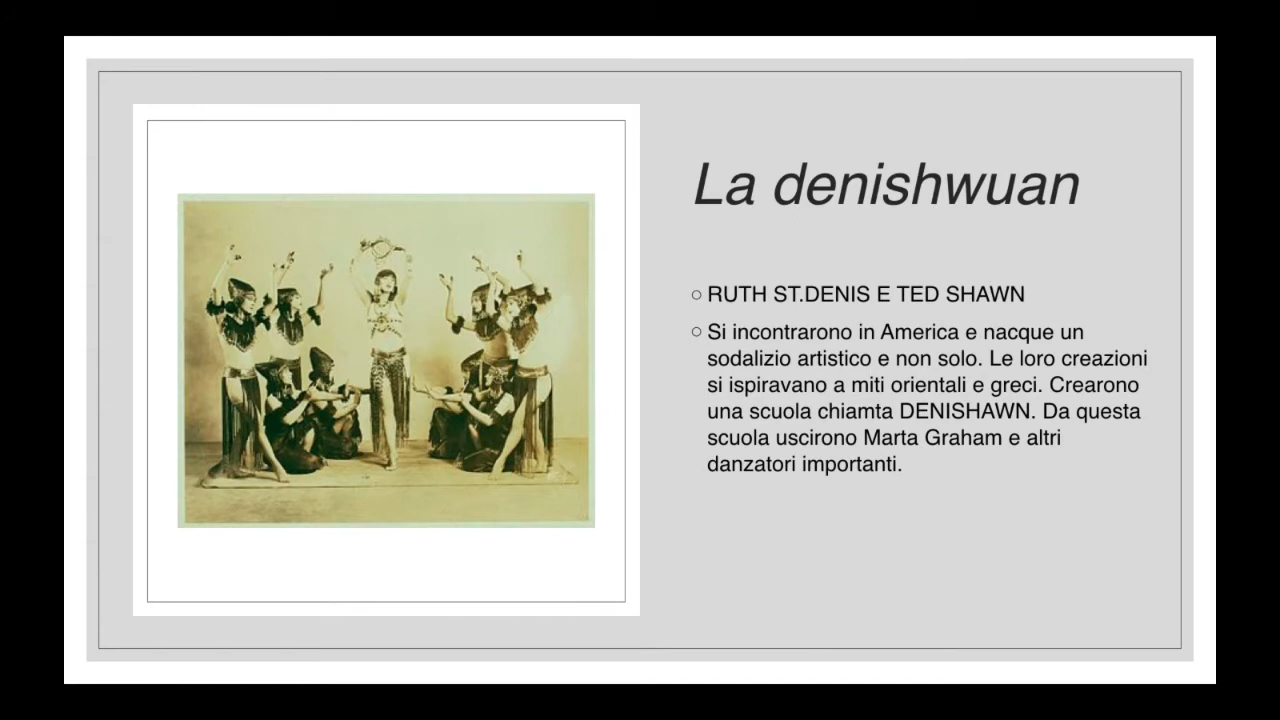 La denishwuan
RUTH ST.DENIS E TED SHAWN
Si incontrarono in America e nacque un
sodalizio artistico e non solo. Le loro creazioni
si ispiravano a miti orientali e greci. Crearono
una scuola chiamta DENISHAWN. Da questa
scuola uscirono Marta Graham e altri
danzatori importanti.